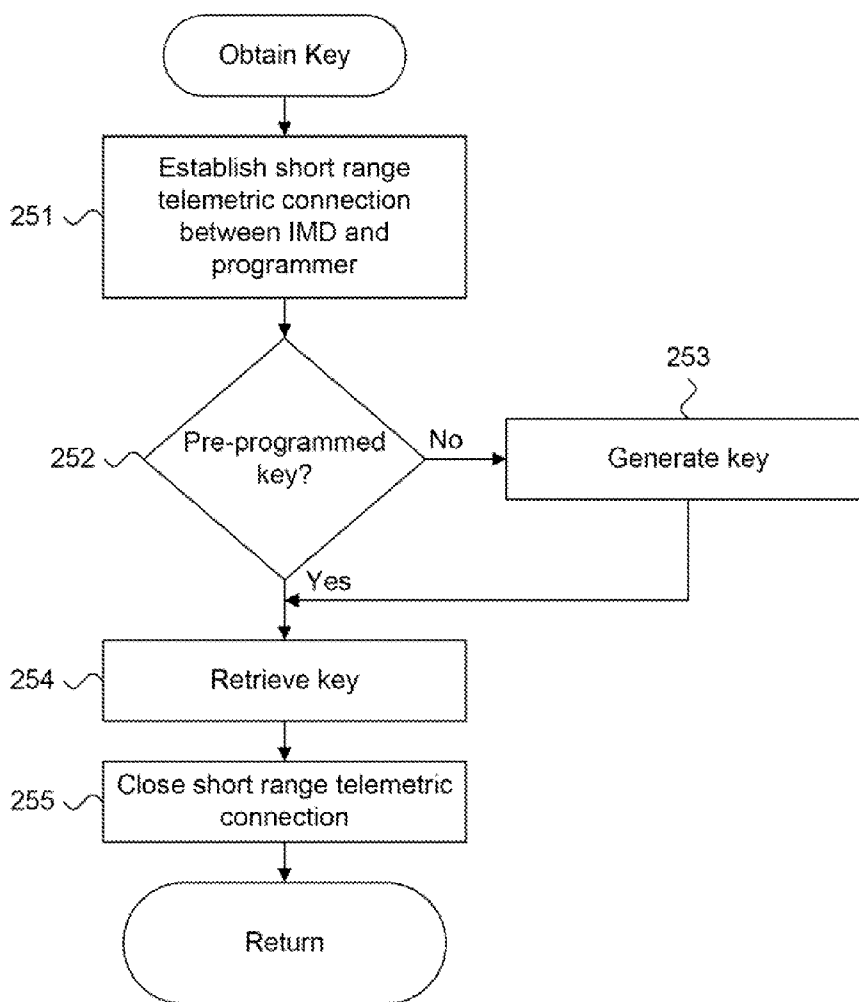 Obtain Key
Establish short range
telemetric connection
between IMD and
programmer
251
253
Pre-programmed
key?
252
No
Generate key
Yes
254
Retrieve key
Close short range telemetric
connection
255
Return